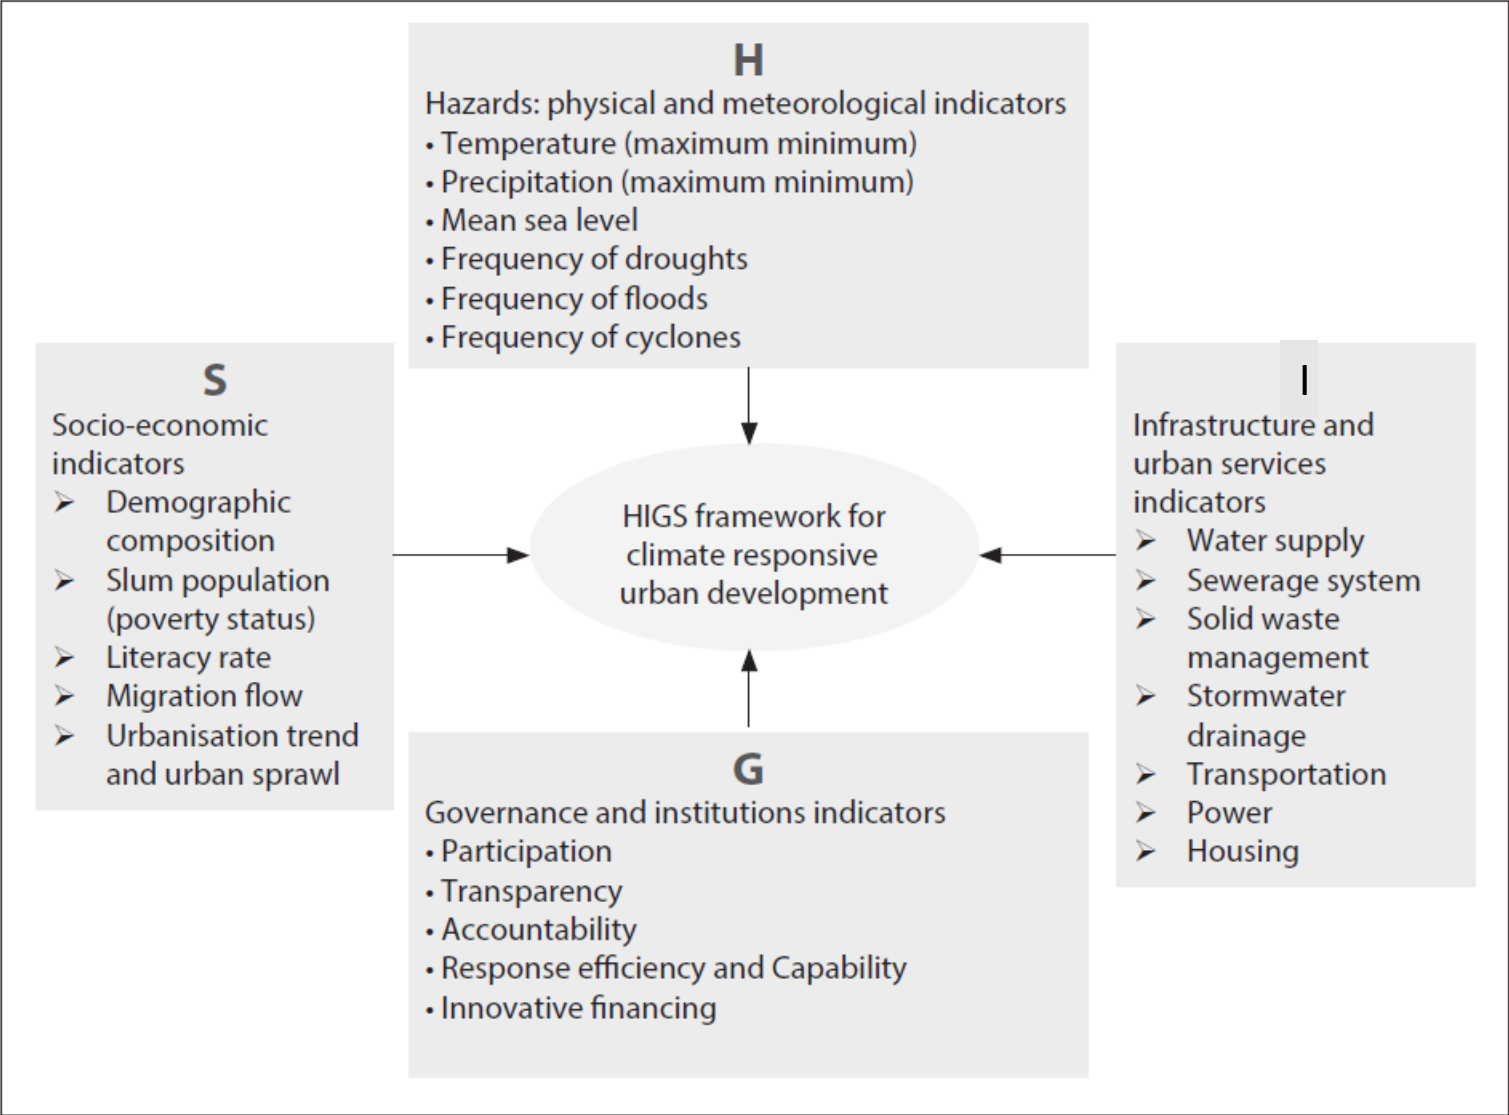 H
Hazards: physical and meteorological indicators
• Temperature (maximum minimum)
• Precipitation (maximum minimum)
• Mean sea level
• Frequency of droughts
• Frequency of floods
• Frequency of cyclones
S
Socio-economic
indicators
➢ Demographic
composition
➢ Slum population
(poverty status)
➢ Literacy rate
➢ Migration flow
➢ Urbanisation trend
and urban sprawl
HIGS framework for
climate responsive
urban development
I
Infrastructure and
urban services
indicators
➢ Water supply
➢ Sewerage system
➢ Solid waste
management
➢ Stormwater
drainage
➢ Transportation
➢ Power
➢ Housing
G
Governance and institutions indicators
• Participation
• Transparency
• Accountability
• Response efficiency and Capability
• Innovative financing